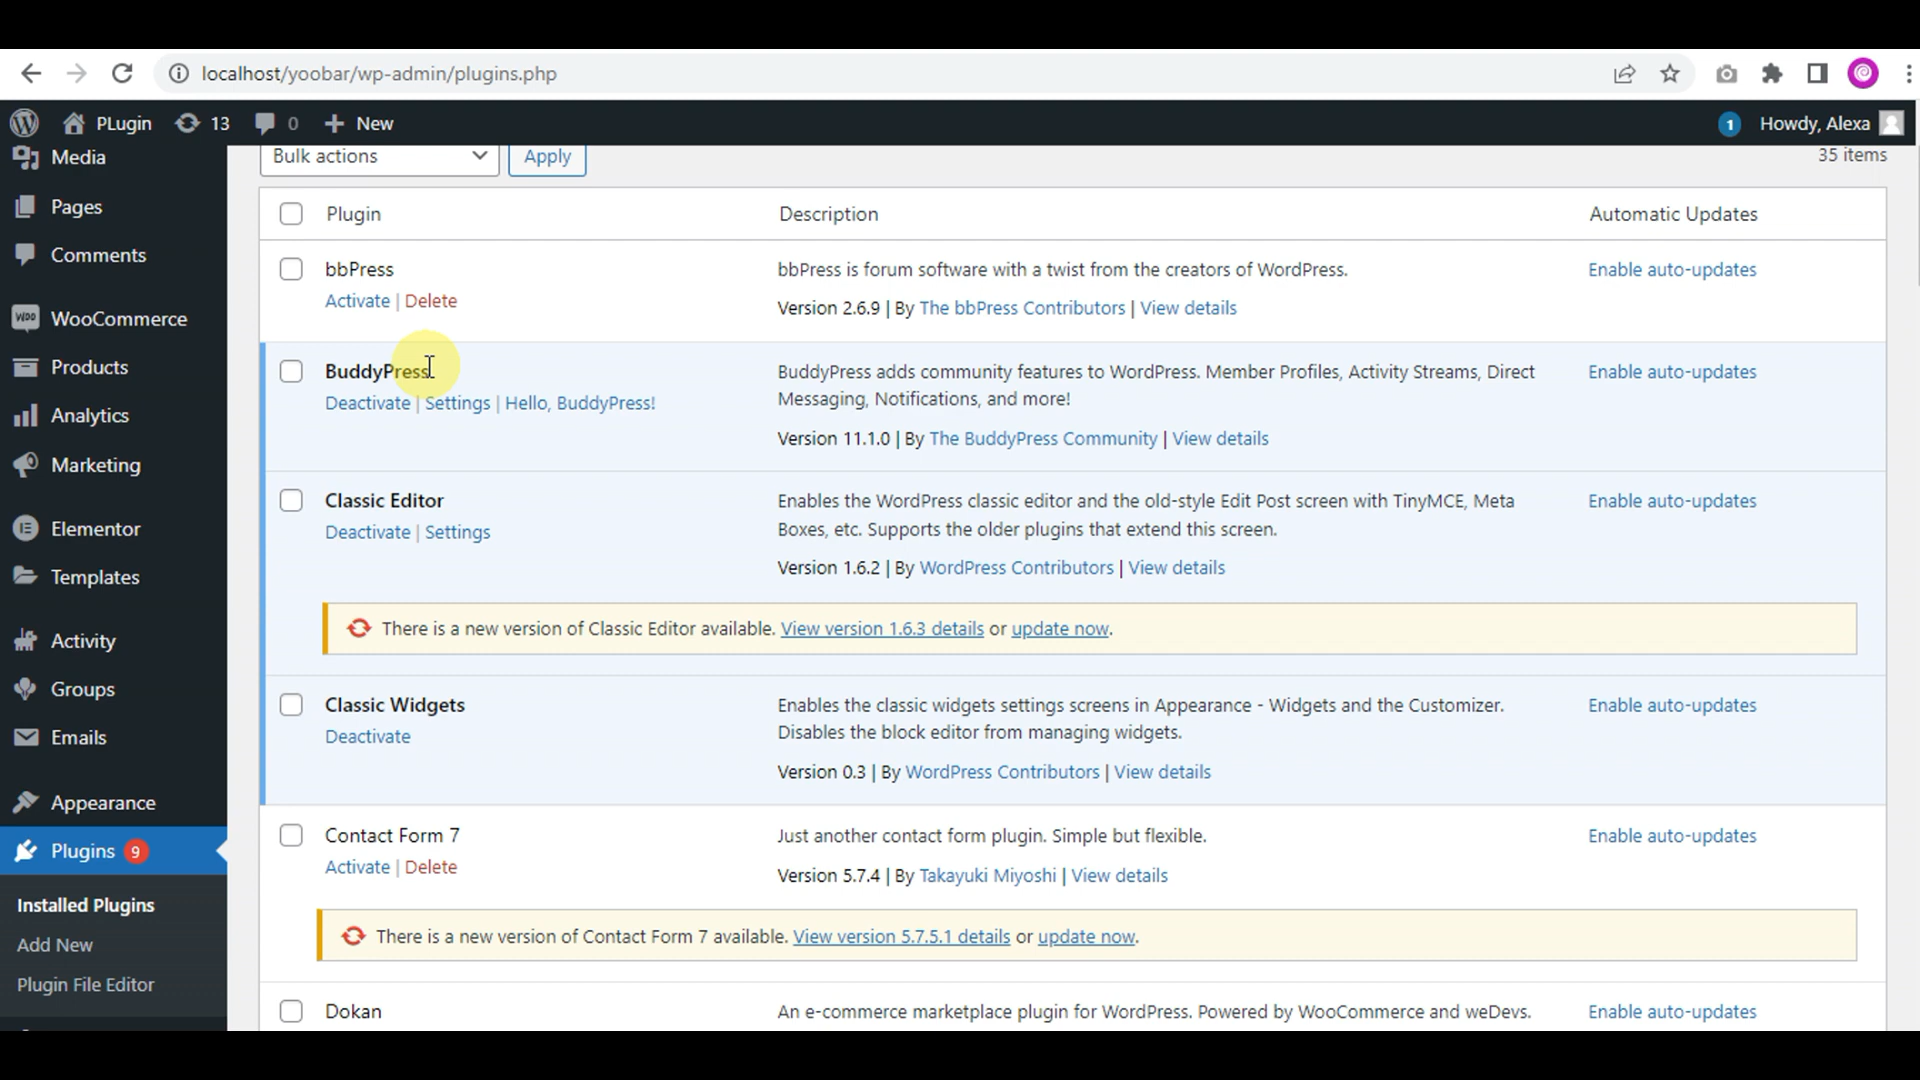 localhost/yoobar/wp-admin/plugins.php
PLugin 13 0 New 1 Howdy, Alexa
Media
Pages
Comments
WooCommerce
Products
Analytics
Marketing
Elementor
Templates
Activity
Groups
Emails
Appearance
Plugins 9
Installed Plugins
Add New
Plugin File Editor
Bulk actions Apply 35 items
Plugin Description Automatic Updates
bbPress bbPress is forum software with a twist from the creators of WordPress. Enable auto-updates
Activate | Delete Version 2.6.9 | By The bbPress Contributors | View details
BuddyPress BuddyPress adds community features to WordPress. Member Profiles, Activity Streams, Direct Enable auto-updates
Deactivate | Settings | Hello, BuddyPress! Messaging, Notifications, and more!
Version 11.1.0 | By The BuddyPress Community | View details
Classic Editor Enables the WordPress classic editor and the old-style Edit Post screen with TinyMCE, Meta Enable auto-updates
Deactivate | Settings Boxes, etc. Supports the older plugins that extend this screen.
Version 1.6.2 | By WordPress Contributors | View details
There is a new version of Classic Editor available. View version 1.6.3 details or update now.
Classic Widgets Enables the classic widgets settings screens in Appearance - Widgets and the Customizer. Enable auto-updates
Deactivate Disables the block editor from managing widgets.
Version 0.3 | By WordPress Contributors | View details
Contact Form 7 Just another contact form plugin. Simple but flexible. Enable auto-updates
Activate | Delete Version 5.7.4 | By Takayuki Miyoshi | View details
There is a new version of Contact Form 7 available. View version 5.7.5.1 details or update now.
Dokan An e-commerce marketplace plugin for WordPress. Powered by WooCommerce and weDevs. Enable auto-updates